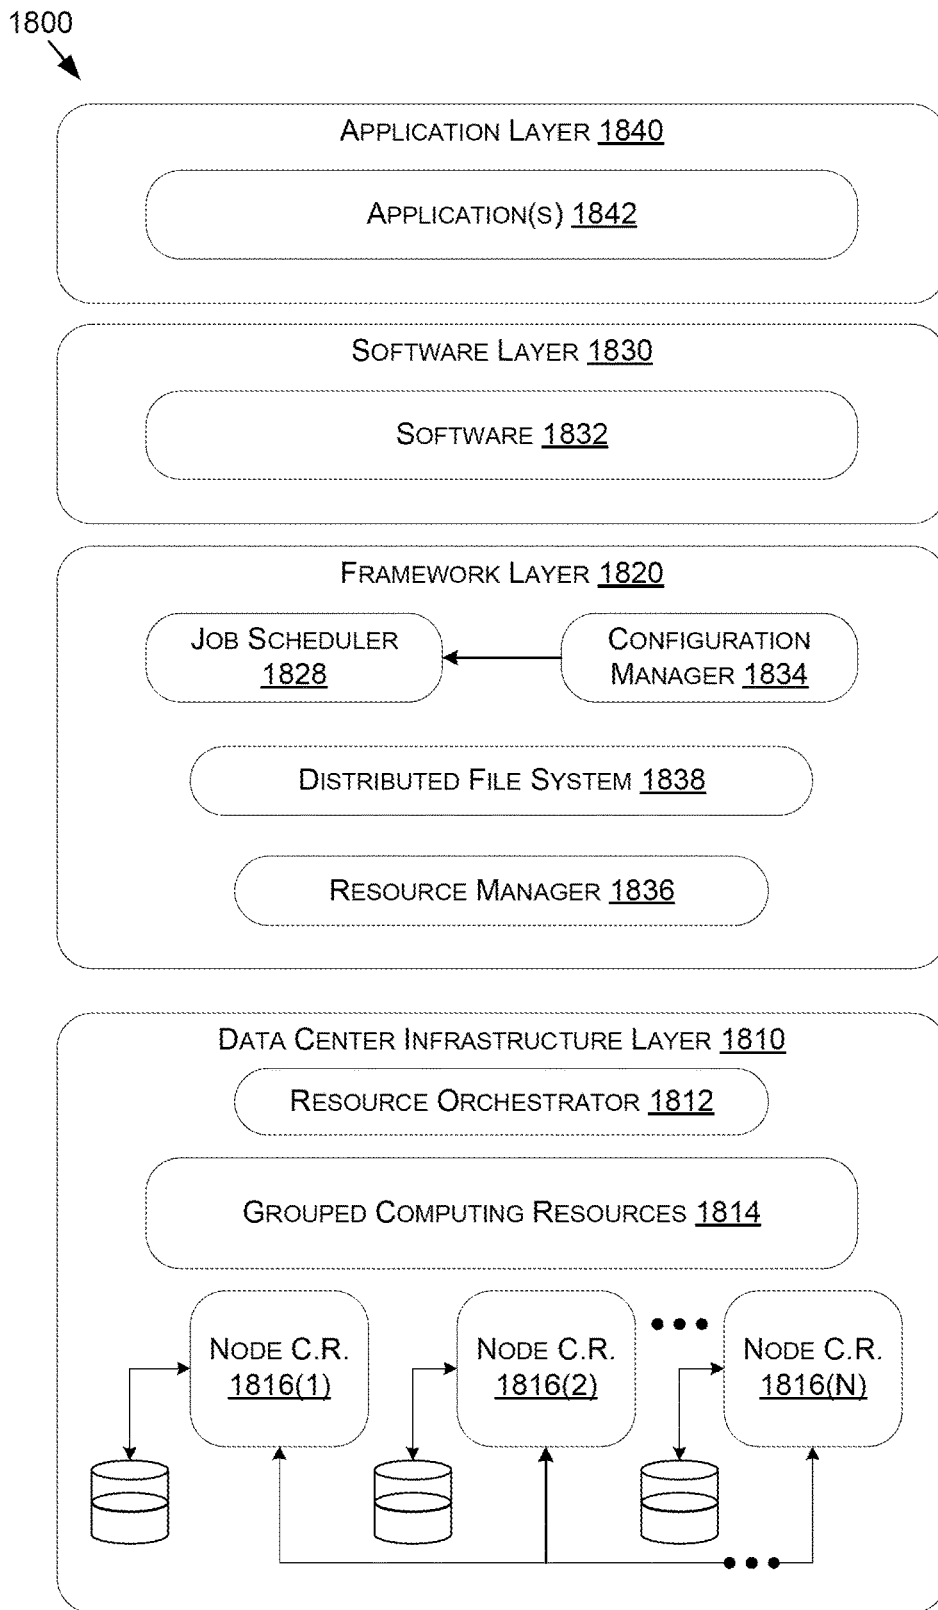 1800
APPLICATION LAYER 1840
APPLICATION(S) 1842
SOFTWARE LAYER 1830
SOFTWARE 1832
FRAMEWORK LAYER 1820
JOB SCHEDULER
1828
CONFIGURATION
MANAGER 1834
DISTRIBUTED FILE SYSTEM 1838
RESOURCE MANAGER 1836
DATA CENTER INFRASTRUCTURE LAYER 1810
RESOURCE ORCHESTRATOR 1812
GROUPED COMPUTING RESOURCES 1814
NODE C.R.
1816(1)
NODE C.R.
1816(2)
NODE C.R.
1816(N)